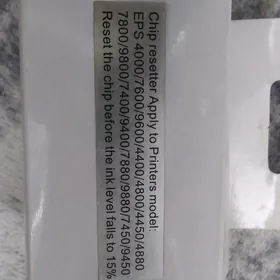 Chip resetter Apply to Printers model:
EPS 4000/7600/9600/4400/4800/4450/4880
7800/9800/7400/9400/7880/9880/7450/9450
Reset the chip before the ink level falls to 15%